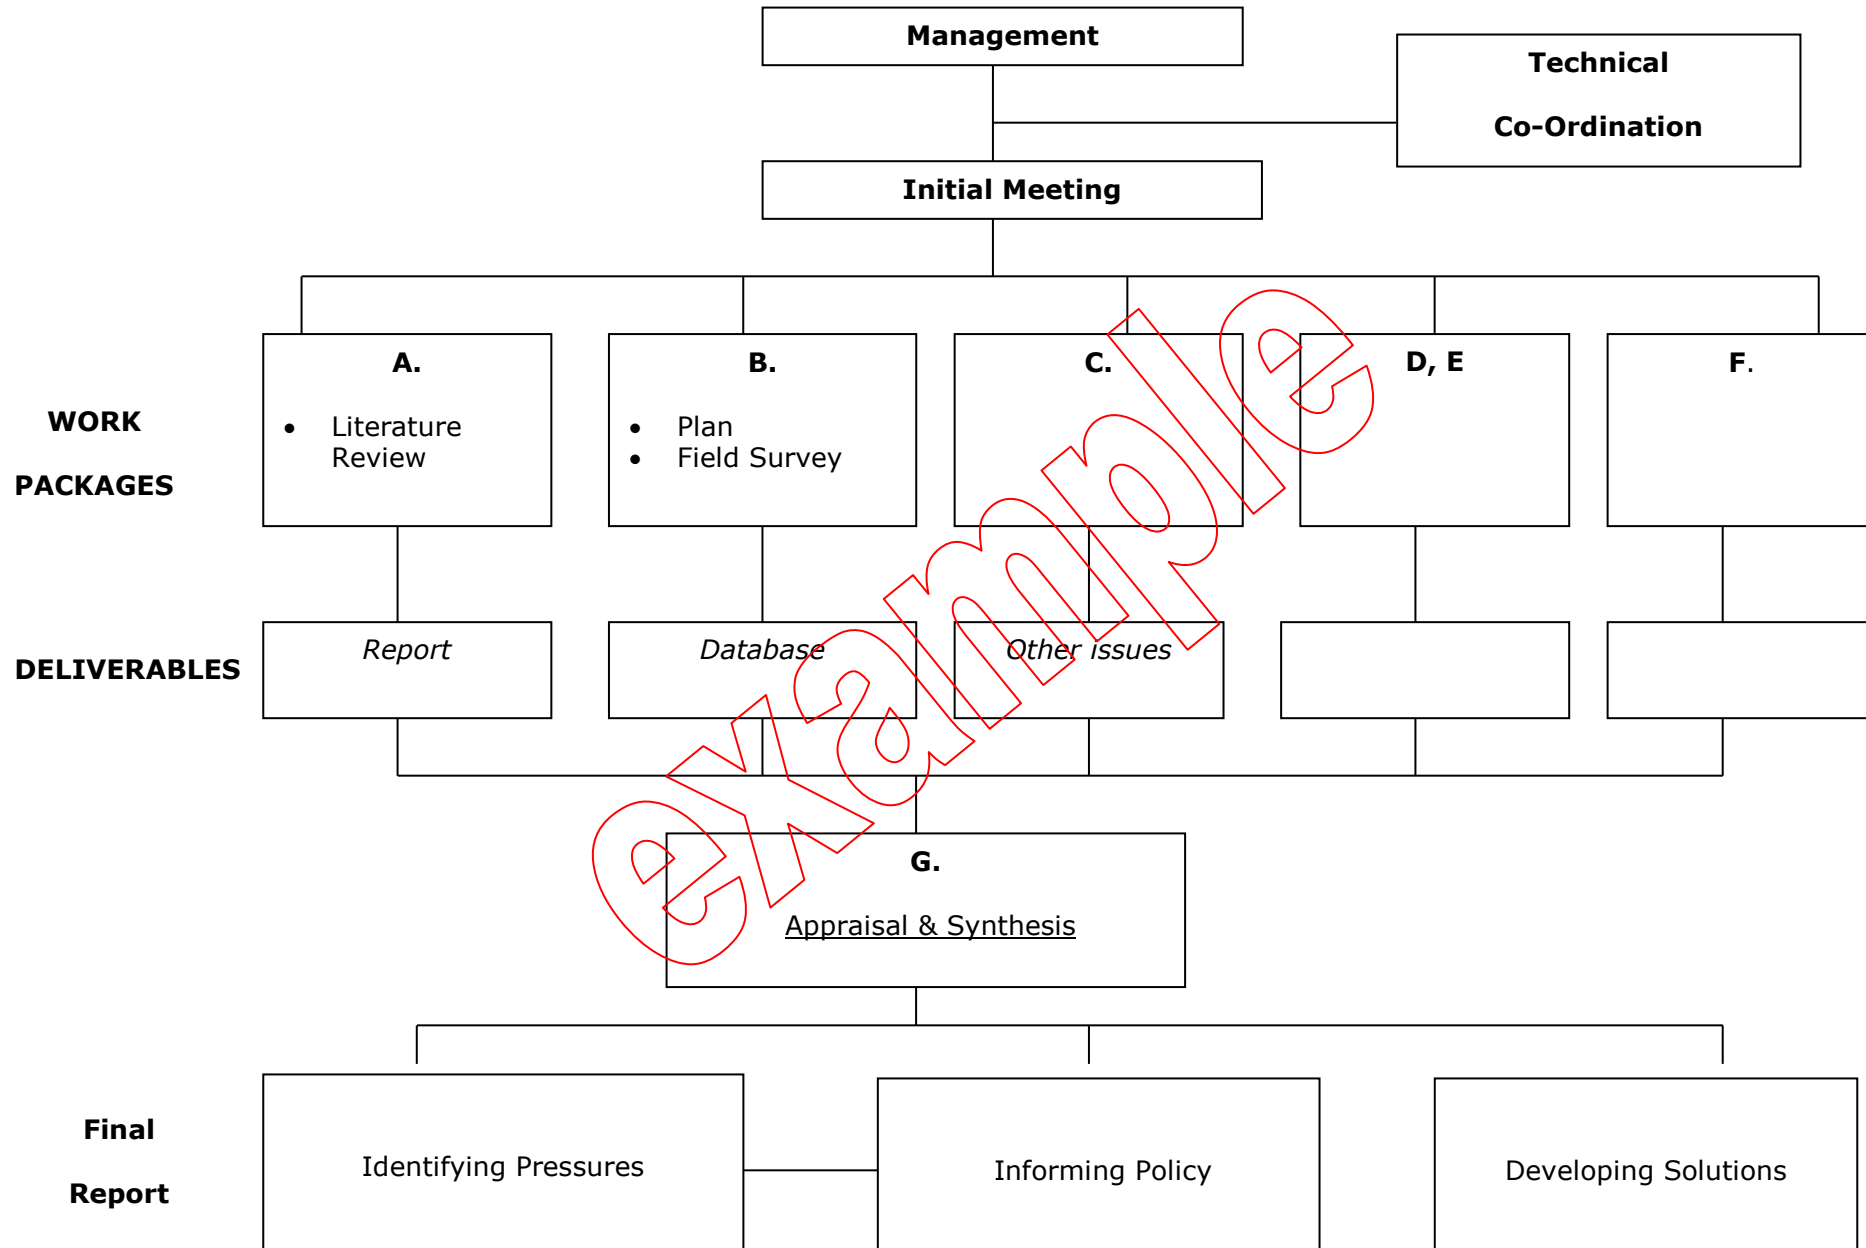 Management
Technical
Co-Ordination
Initial Meeting
WORK
PACKAGES
A.
• Literature
Review
B.
• Plan
• Field Survey
C.
D, E
F.
DELIVERABLES
Report
Database
Other issues
example
G.
Appraisal & Synthesis
Final
Report
Identifying Pressures
Informing Policy
Developing Solutions